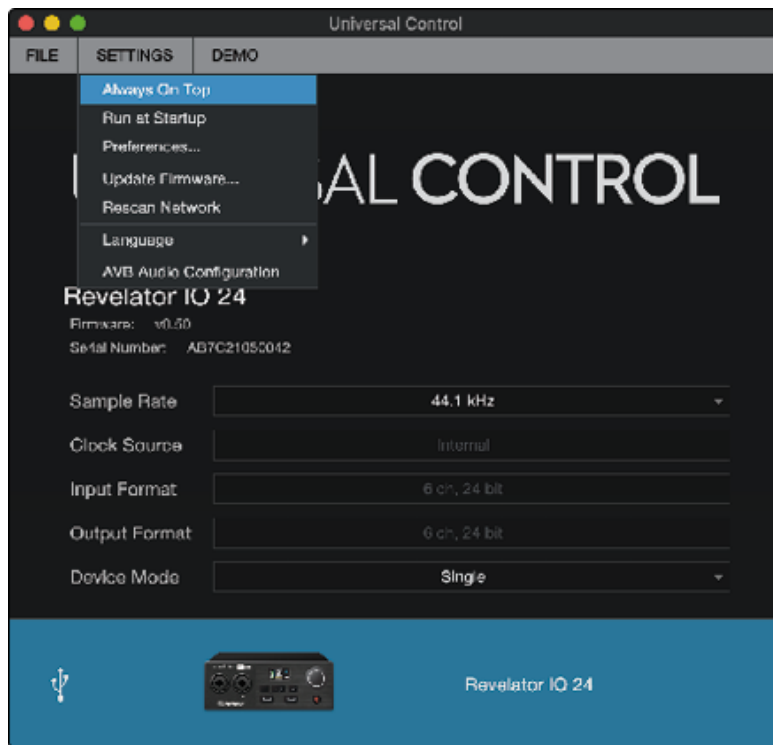 Universal Control
FILE SETTINGS DEMO
Always On Top
Run at Startup
Preferences...
Update Firmware...
Rescan Network
Language
AVB Audio Configuration
SAL CONTROL
Revelator IO 24
Firmware: v0.50
Serial Number: AB7C21050042
Sample Rate 44.1 kHz
Clock Source Internal
Input Format 6 ch, 24 bit
Output Format 6 ch, 24 bit
Device Mode Single
Revelator IO 24